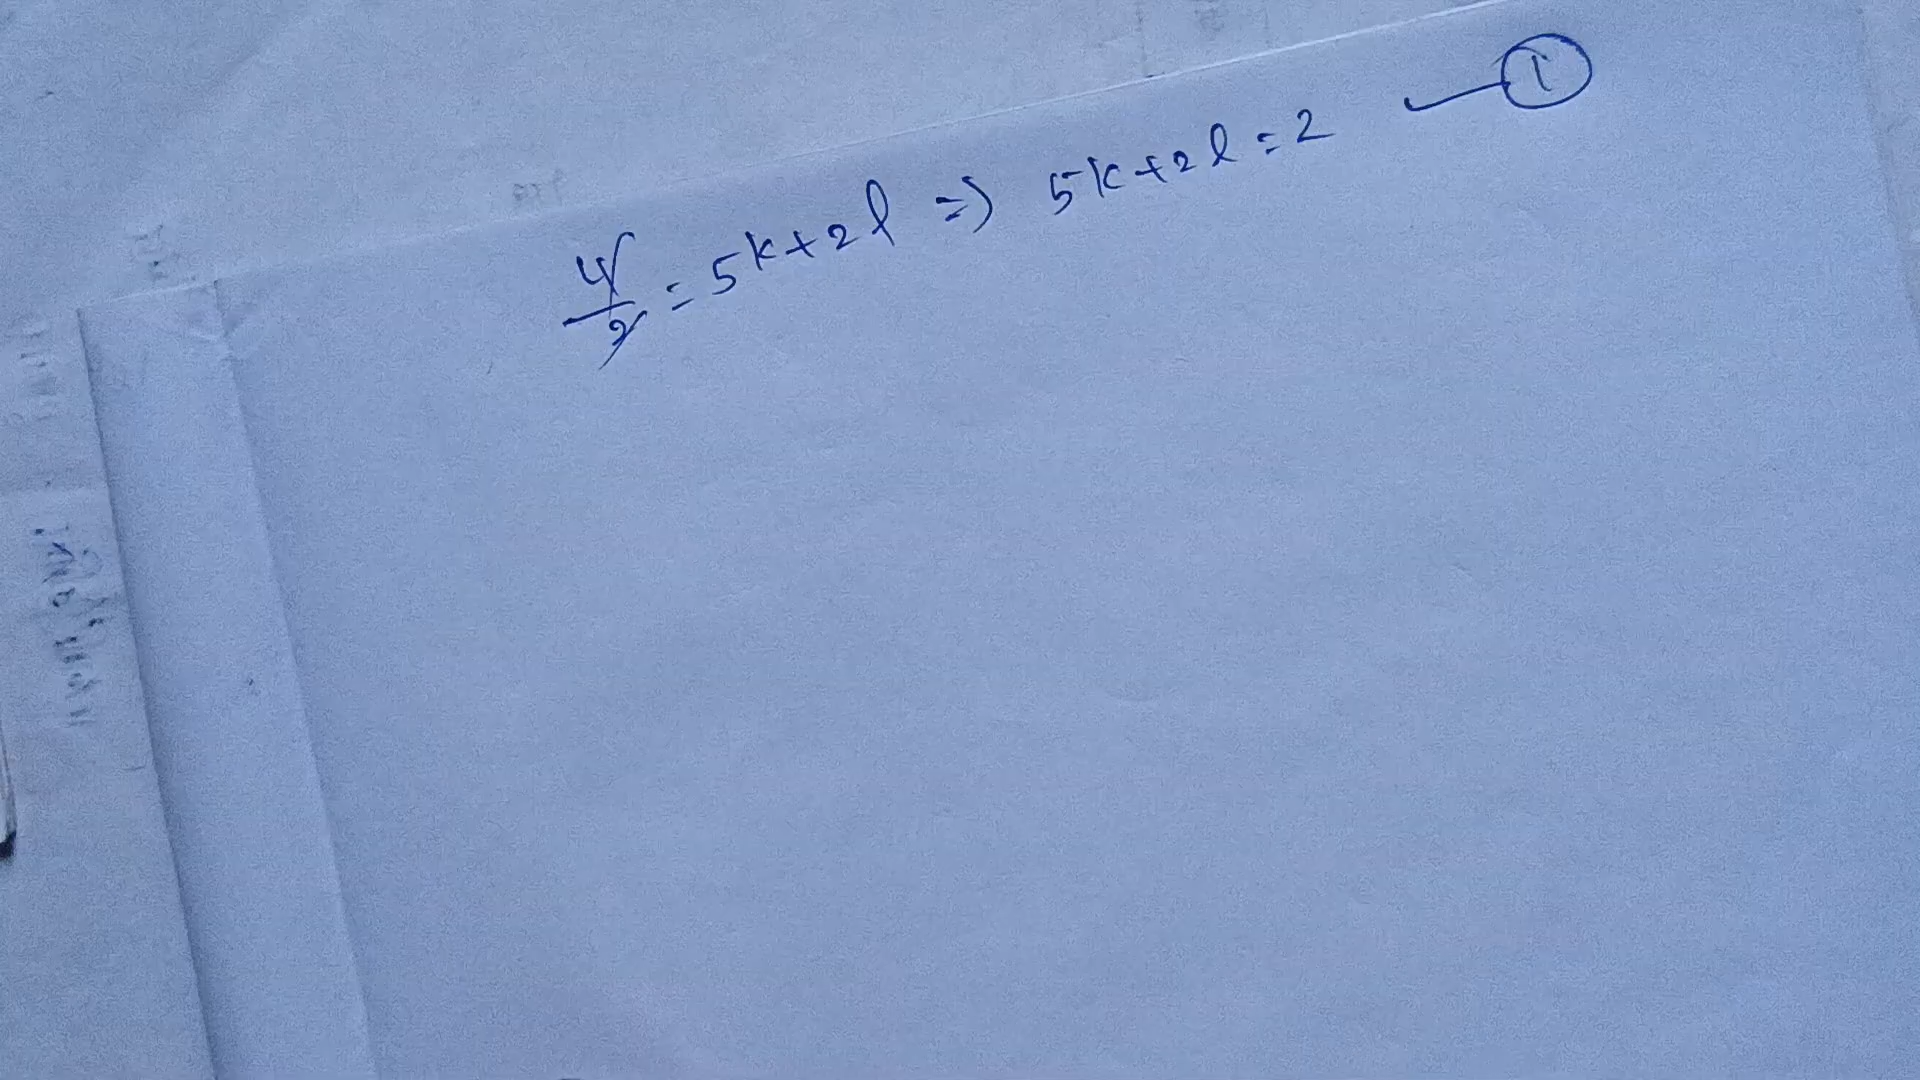 4/2 = 5k+2l => 5k+2l = 2 — 1